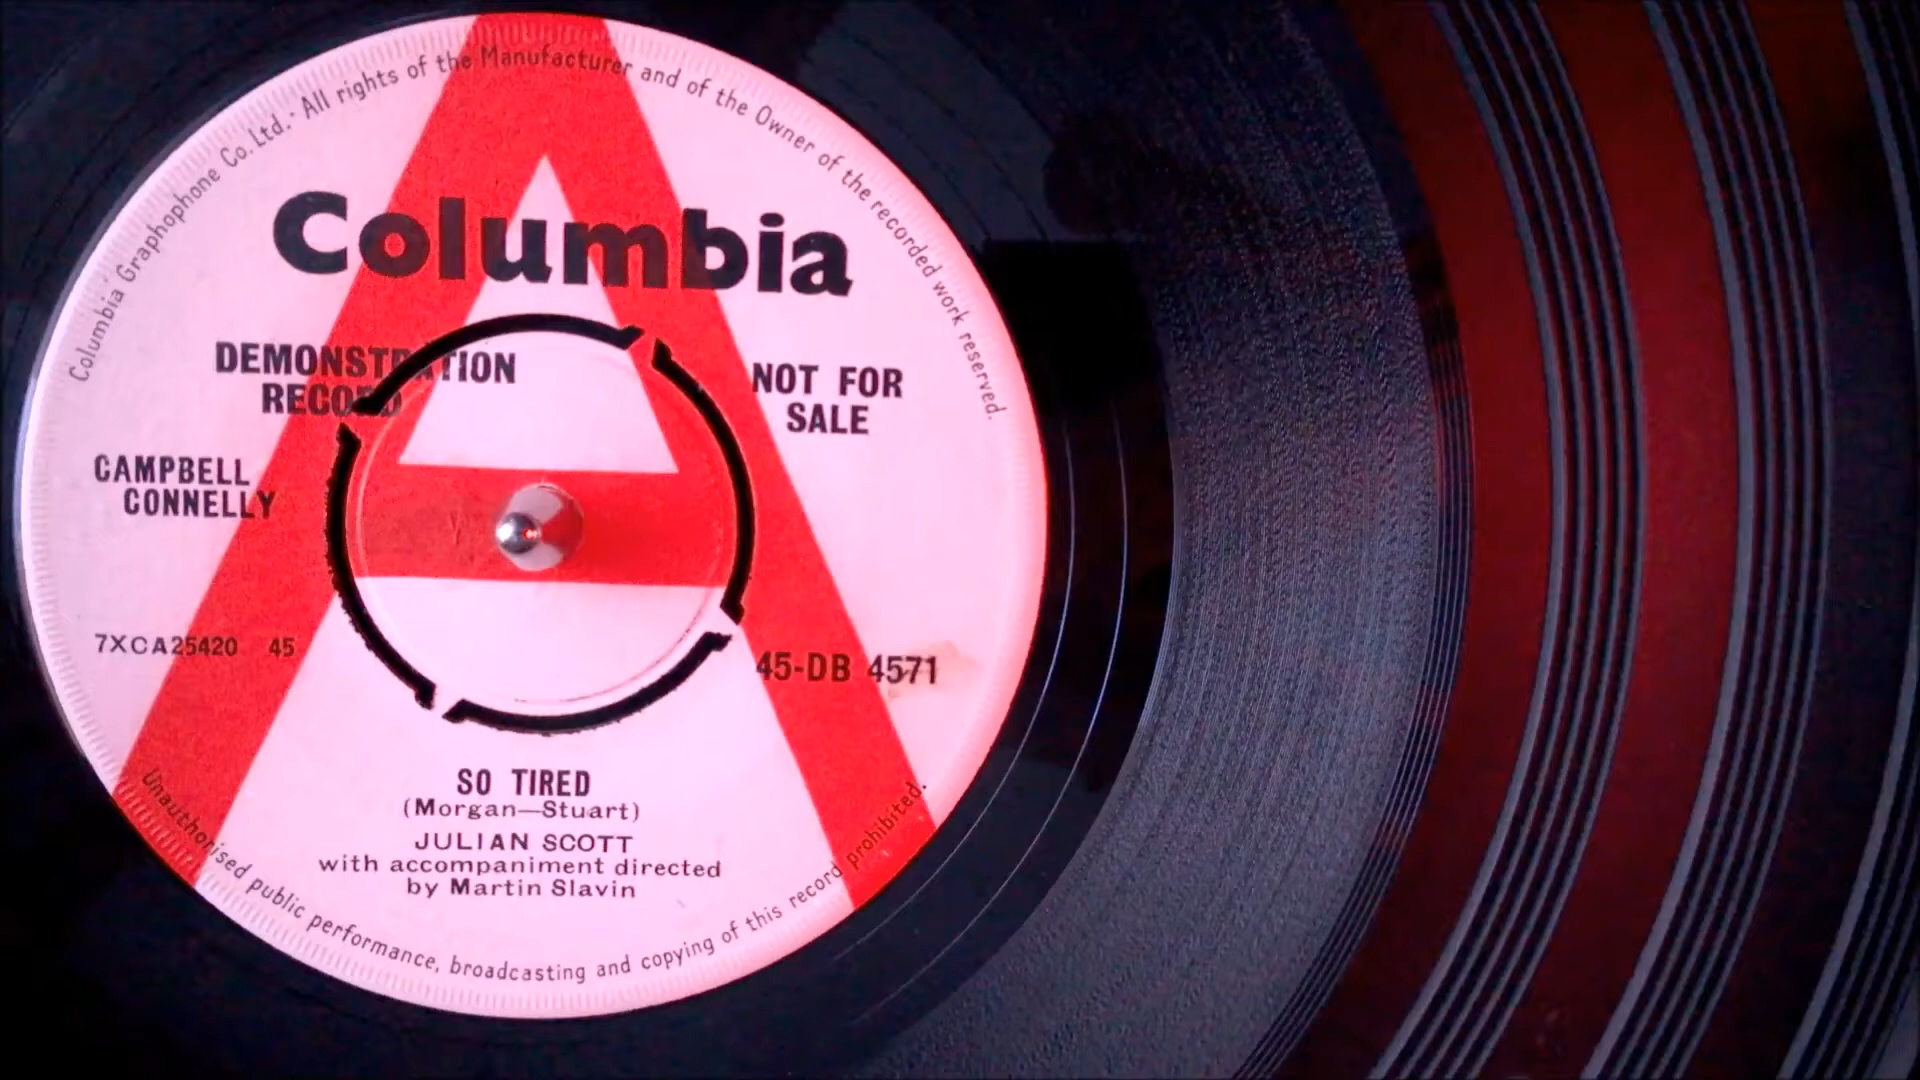 Columbia Graphophone Co. Ltd. · All rights of the Manufacturer and of the Owner of the recorded work reserved.
Columbia
DEMONSTRATION
RECORD
NOT FOR
SALE
CAMPBELL
CONNELLY
7XCA25420 45
45-DB 4571
SO TIRED
(Morgan—Stuart)
JULIAN SCOTT
with accompaniment directed
by Martin Slavin
Unauthorised public performance, broadcasting and copying of this record prohibited.